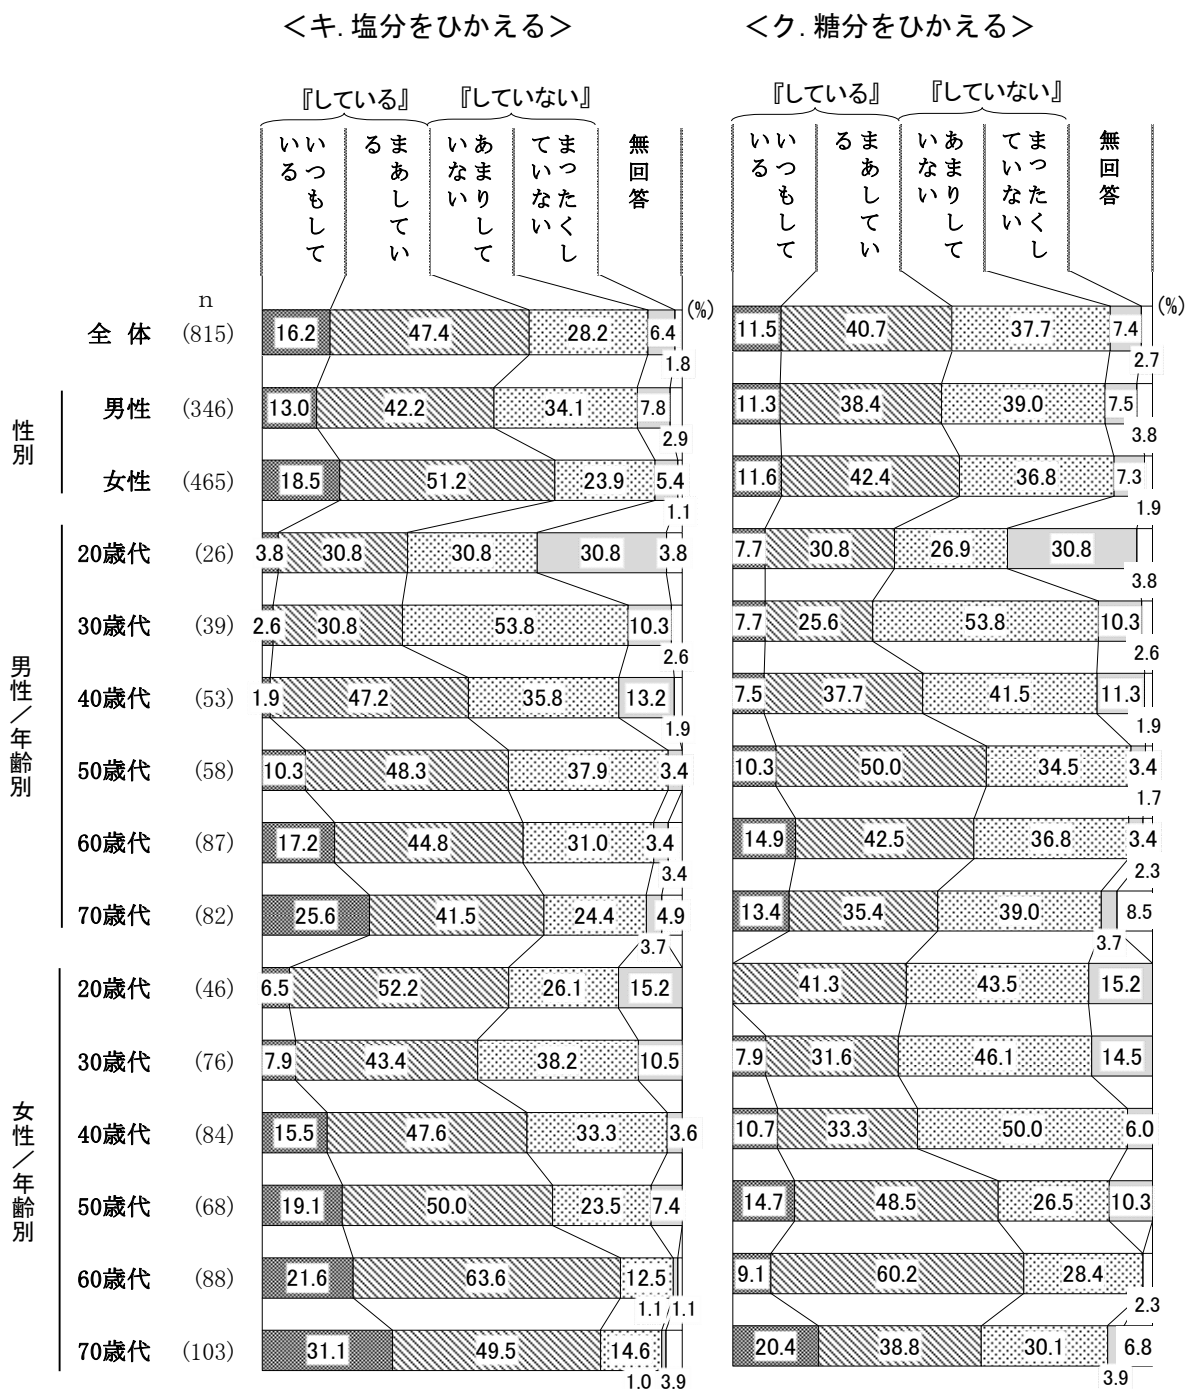 ＜キ. 塩分をひかえる＞
『している』 『していない』
いつもしている
まあしている
あまりしていない
まったくしていない
無回答
＜ク. 糖分をひかえる＞
『している』 『していない』
いつもしている
まあしている
あまりしていない
まったくしていない
無回答
n (%) (%)
全 体 (815) 16.2 47.4 28.2 6.4 1.8 11.5 40.7 37.7 7.4 2.7
性別
男性 (346) 13.0 42.2 34.1 7.8 2.9 11.3 38.4 39.0 7.5 3.8
女性 (465) 18.5 51.2 23.9 5.4 1.1 11.6 42.4 36.8 7.3 1.9
男性／年齢別
20歳代 (26) 3.8 30.8 30.8 30.8 3.8 7.7 30.8 26.9 30.8 3.8
30歳代 (39) 2.6 30.8 53.8 10.3 2.6 7.7 25.6 53.8 10.3 2.6
40歳代 (53) 1.9 47.2 35.8 13.2 1.9 7.5 37.7 41.5 11.3 1.9
50歳代 (58) 10.3 48.3 37.9 3.4 10.3 50.0 34.5 3.4 1.7
60歳代 (87) 17.2 44.8 31.0 3.4 3.4 14.9 42.5 36.8 3.4 2.3
70歳代 (82) 25.6 41.5 24.4 3.7 4.9 13.4 35.4 39.0 3.7 8.5
女性／年齢別
20歳代 (46) 6.5 52.2 26.1 15.2 41.3 43.5 15.2
30歳代 (76) 7.9 43.4 38.2 10.5 7.9 31.6 46.1 14.5
40歳代 (84) 15.5 47.6 33.3 3.6 10.7 33.3 50.0 6.0
50歳代 (68) 19.1 50.0 23.5 7.4 14.7 48.5 26.5 10.3
60歳代 (88) 21.6 63.6 12.5 1.1 1.1 9.1 60.2 28.4 2.3
70歳代 (103) 31.1 49.5 14.6 1.0 3.9 20.4 38.8 30.1 3.9 6.8